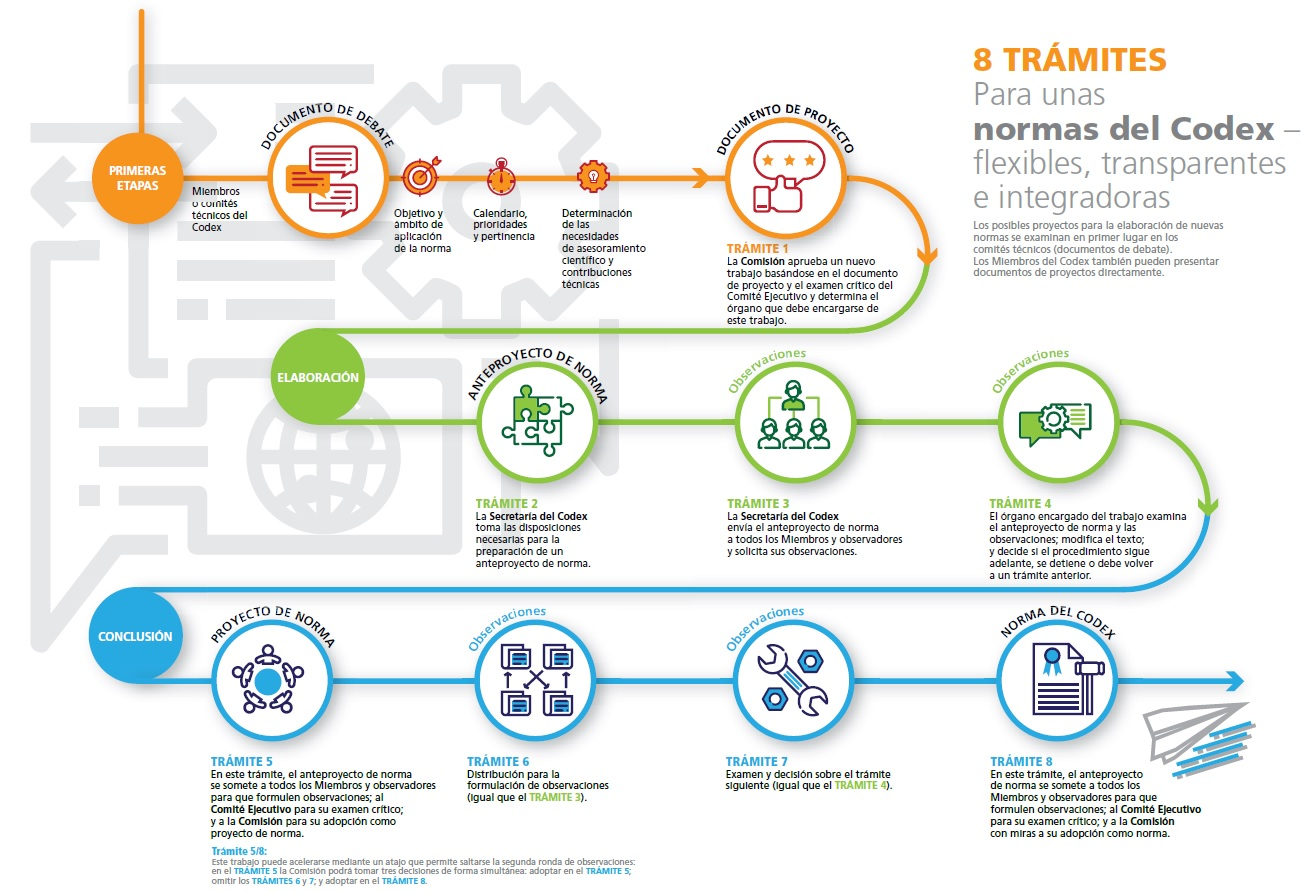 8 TRÁMITES
Para unas
normas del Codex –
flexibles, transparentes
e integradoras
Los posibles proyectos para la elaboración de nuevas
normas se examinan en primer lugar en los
comités técnicos (documentos de debate).
Los Miembros del Codex también pueden presentar
documentos de proyectos directamente.
PRIMERAS
ETAPAS
Miembros
o comités
técnicos del
Codex
DOCUMENTO DE DEBATE
Objetivo y
ámbito de
aplicación
de la norma
Calendario,
prioridades
y pertinencia
Determinación
de las
necesidades
de asesoramiento
científico y
contribuciones
técnicas
DOCUMENTO DE PROYECTO
TRÁMITE 1
La Comisión aprueba un nuevo
trabajo basándose en el documento
de proyecto y el examen crítico del
Comité Ejecutivo y determina el
órgano que debe encargarse de
este trabajo.
ELABORACIÓN
ANTEPROYECTO DE NORMA
TRÁMITE 2
La Secretaría del Codex
toma las disposiciones
necesarias para la
preparación de un
anteproyecto de norma.
Observaciones
TRÁMITE 3
La Secretaría del Codex
envía el anteproyecto de norma
a todos los Miembros y observadores
y solicita sus observaciones.
Observaciones
TRÁMITE 4
El órgano encargado del trabajo examina
el anteproyecto de norma y las
observaciones; modifica el texto;
y decide si el procedimiento sigue
adelante, se detiene o debe volver
a un trámite anterior.
CONCLUSIÓN
PROYECTO DE NORMA
TRÁMITE 5
En este trámite, el anteproyecto de norma
se somete a todos los Miembros y observadores
para que formulen observaciones; al
Comité Ejecutivo para su examen crítico;
y a la Comisión para su adopción como
proyecto de norma.
Trámite 5/8:
Este trabajo puede acelerarse mediante un atajo que permite saltarse la segunda ronda de observaciones:
en el TRÁMITE 5 la Comisión podrá tomar tres decisiones de forma simultánea: adoptar en el TRÁMITE 5;
omitir los TRÁMITES 6 y 7; y adoptar en el TRÁMITE 8.
Observaciones
TRÁMITE 6
Distribución para la
formulación de observaciones
(igual que el TRÁMITE 3).
Observaciones
TRÁMITE 7
Examen y decisión sobre el trámite
siguiente (igual que el TRÁMITE 4).
NORMA DEL CODEX
TRÁMITE 8
En este trámite, el anteproyecto
de norma se somete a todos los
Miembros y observadores para que
formulen observaciones; al Comité Ejecutivo
para su examen crítico; y a la Comisión
con miras a su adopción como norma.